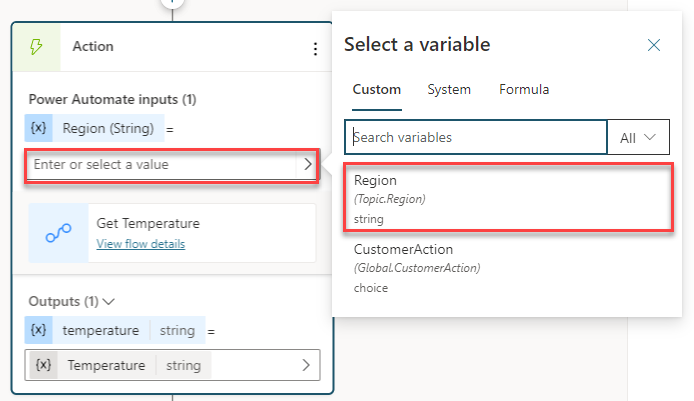 Action
Power Automate inputs (1)
{x} Region (String) =
Enter or select a value
Get Temperature
View flow details
Outputs (1)
{x} temperature string =
{x} Temperature string
Select a variable
Custom System Formula
Search variables All
Region
(Topic.Region)
string
CustomerAction
(Global.CustomerAction)
choice